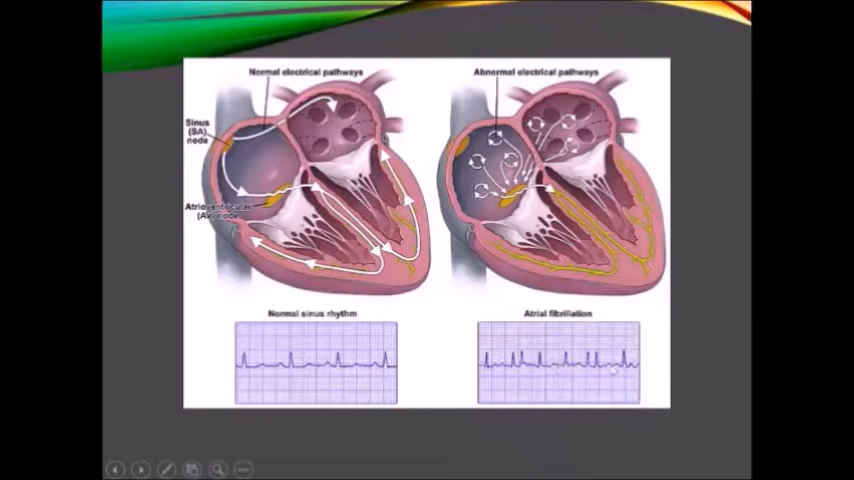 Normal electrical pathways
Abnormal electrical pathways
Sinus
(SA)
node
Atrioventricular
(AV) node
Normal sinus rhythm
Atrial fibrillation